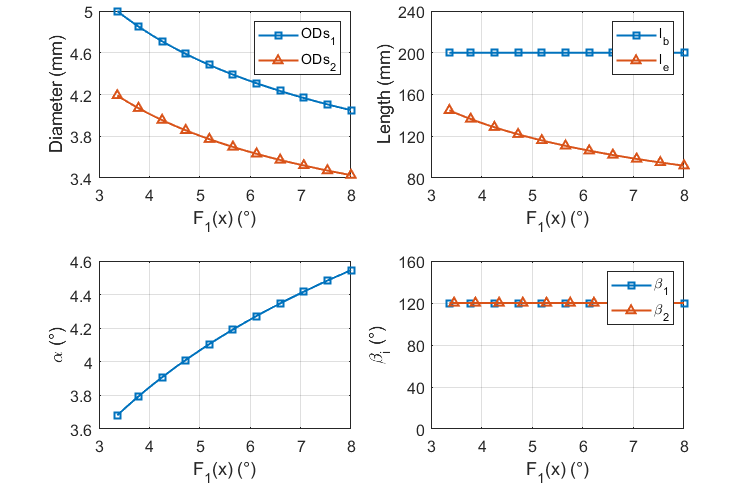 Diameter (mm)
5
4.6
4.2
3.8
3.4
3 4 5 6 7 8
F₁(x) (°)
ODs₁
ODs₂
Length (mm)
240
200
160
120
80
3 4 5 6 7 8
F₁(x) (°)
l_b
l_e
α (°)
4.6
4.4
4.2
4
3.8
3.6
3 4 5 6 7 8
F₁(x) (°)
βᵢ (°)
160
120
80
40
0
3 4 5 6 7 8
F₁(x) (°)
β₁
β₂